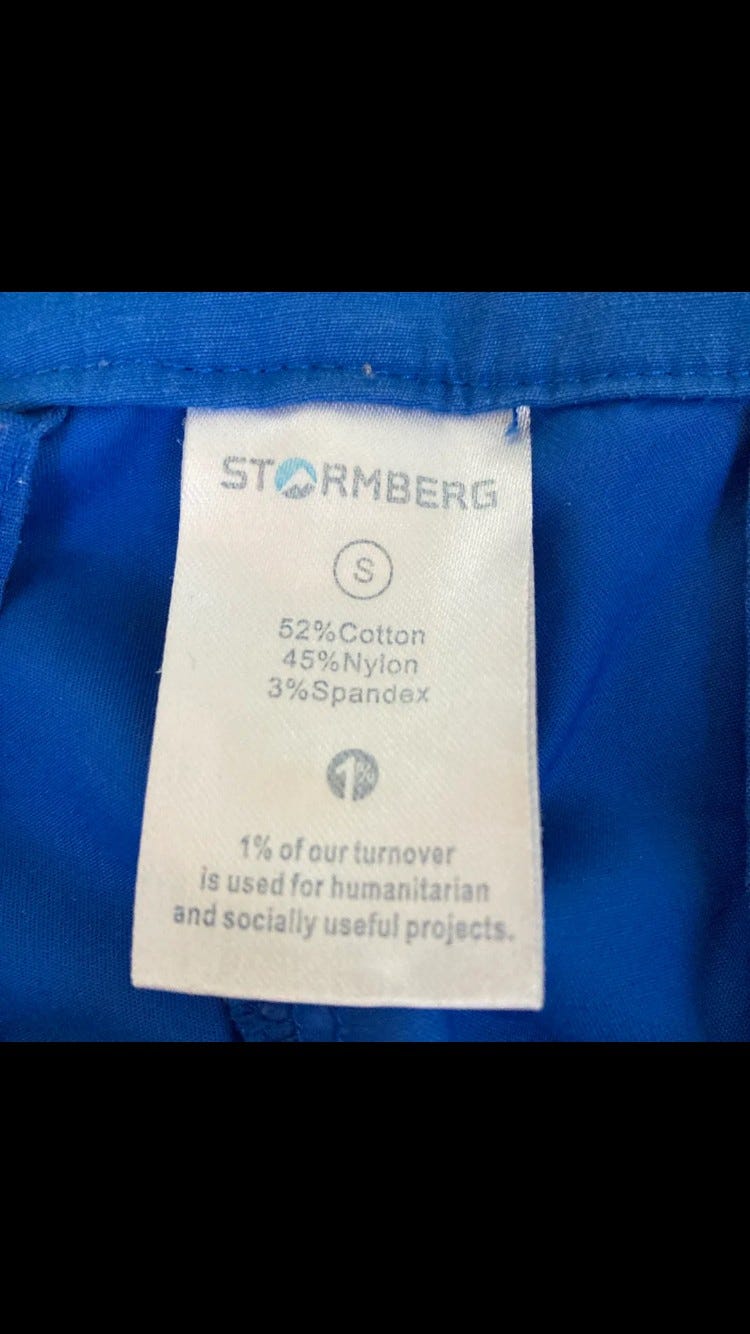 STORMBERG
S
52%Cotton
45%Nylon
3%Spandex
1%
1% of our turnover
is used for humanitarian
and socially useful projects.